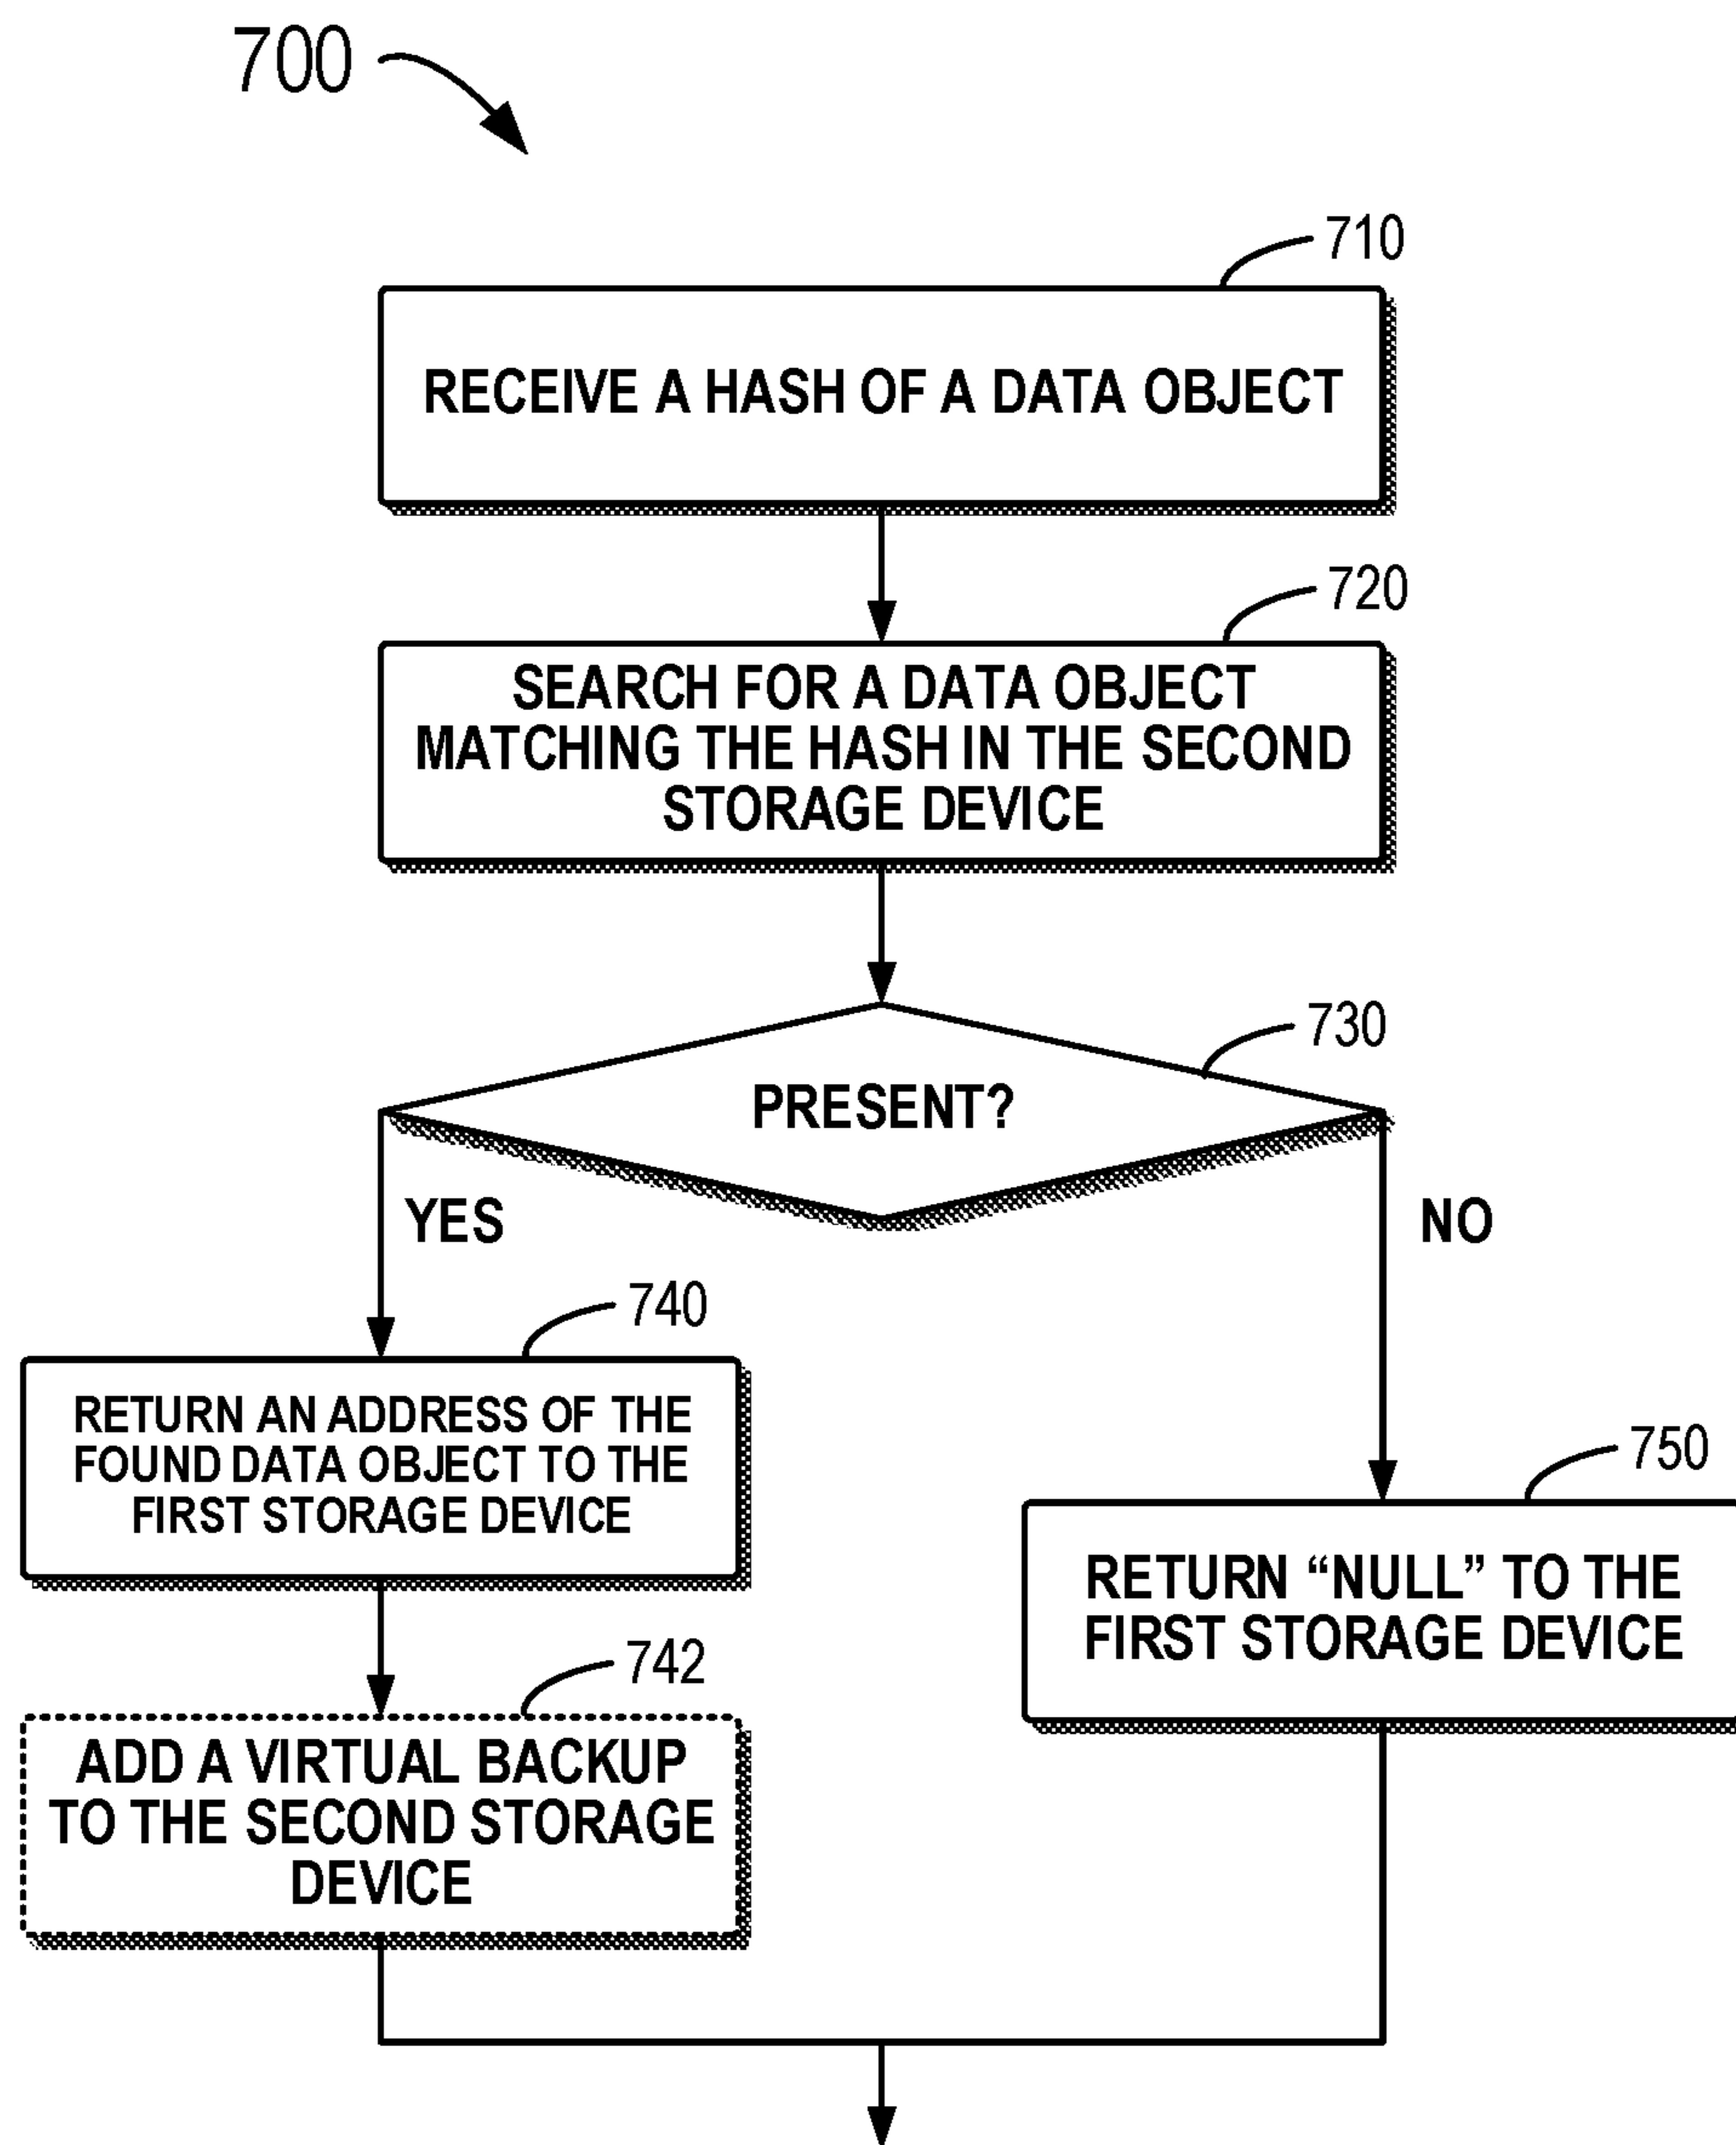 700
710
RECEIVE A HASH OF A DATA OBJECT
720
SEARCH FOR A DATA OBJECT
MATCHING THE HASH IN THE SECOND
STORAGE DEVICE
730
PRESENT?
YES
NO
740
RETURN AN ADDRESS OF THE
FOUND DATA OBJECT TO THE
FIRST STORAGE DEVICE
750
RETURN “NULL” TO THE
FIRST STORAGE DEVICE
742
ADD A VIRTUAL BACKUP
TO THE SECOND STORAGE
DEVICE